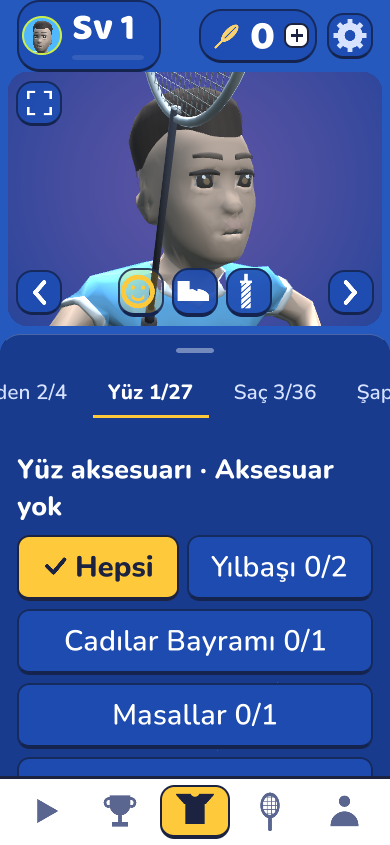 Sv 1
0
den 2/4
Yüz 1/27
Saç 3/36
Şap
Yüz aksesuarı · Aksesuar
yok
Hepsi
Yılbaşı 0/2
Cadılar Bayramı 0/1
Masallar 0/1